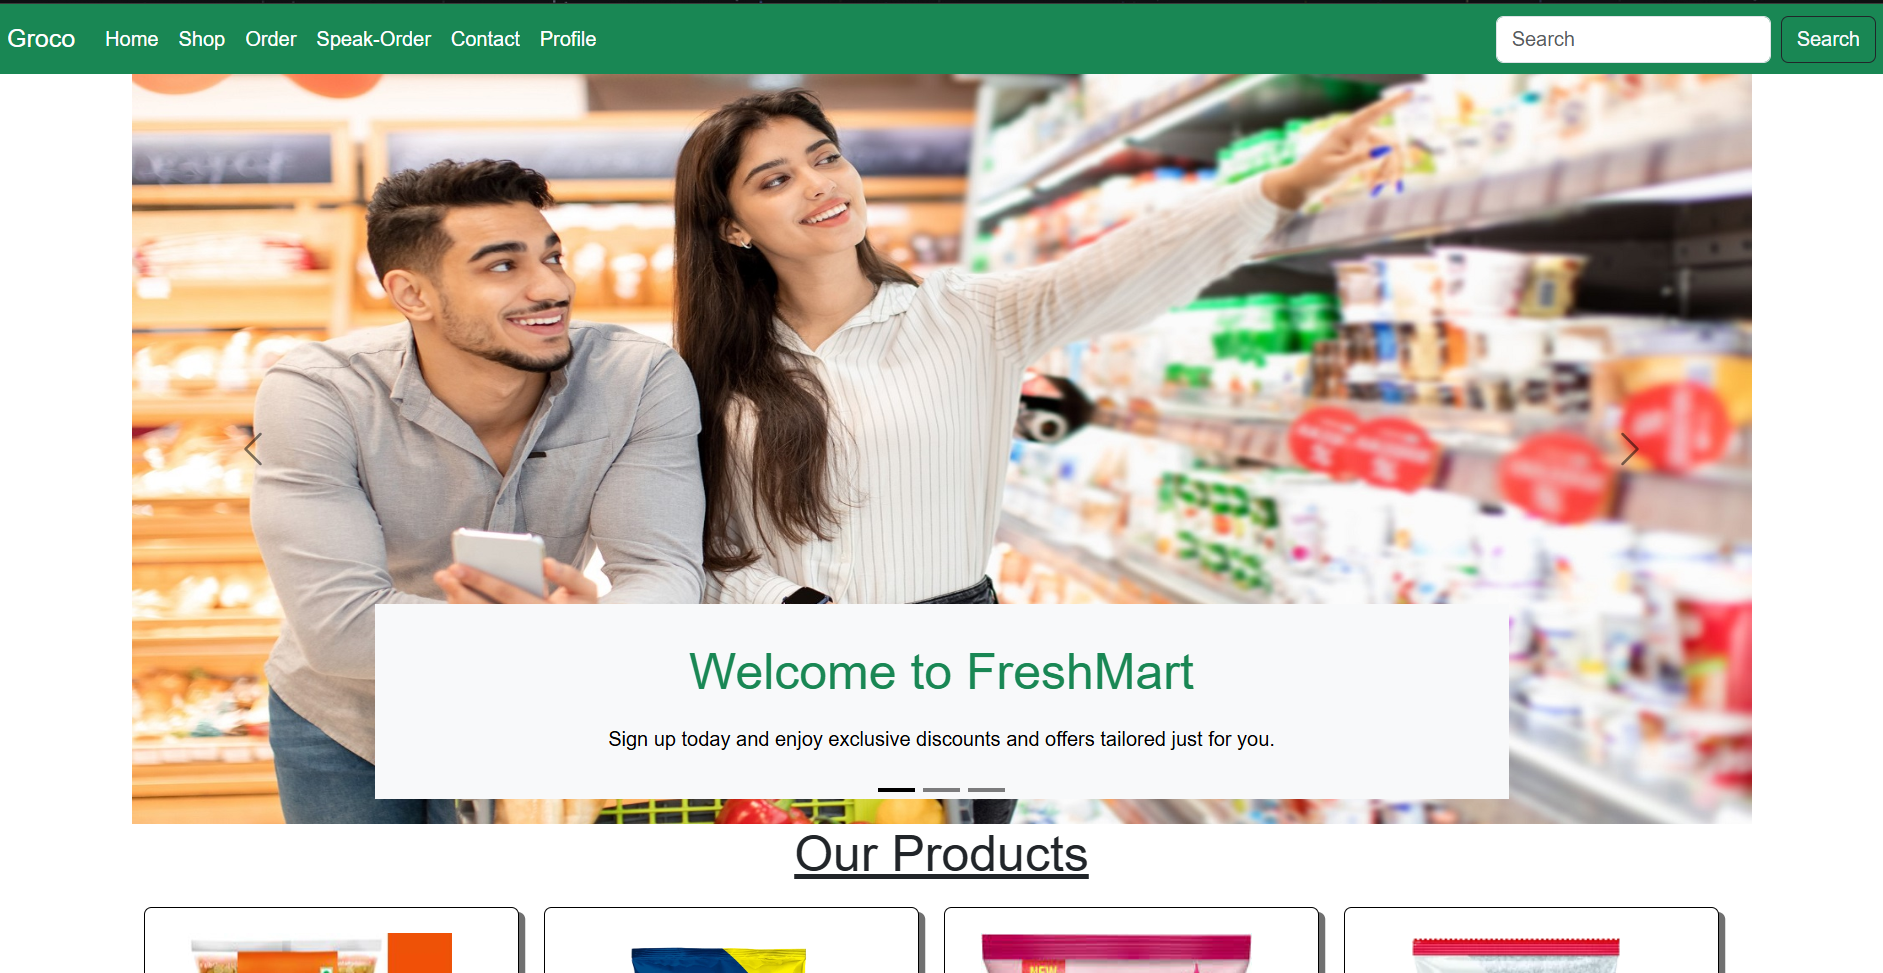 Groco Home Shop Order Speak-Order Contact Profile Search Search
Welcome to FreshMart
Sign up today and enjoy exclusive discounts and offers tailored just for you.
Our Products
NEW